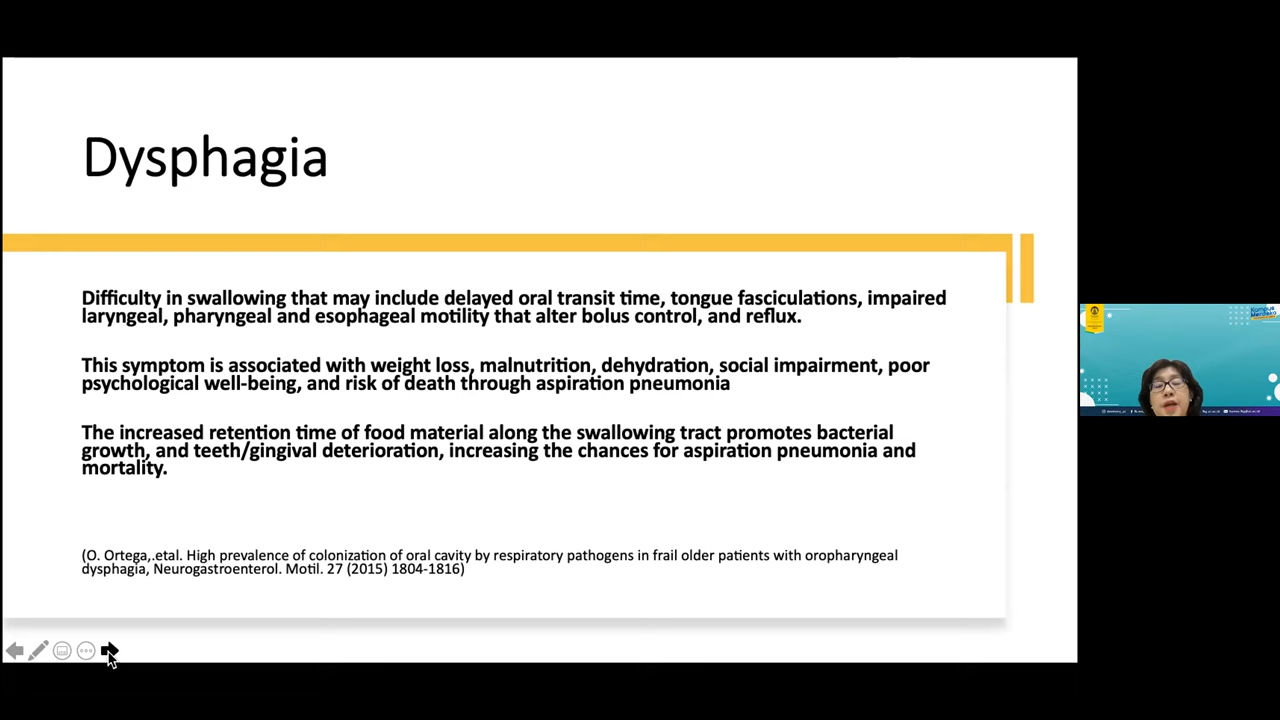 Dysphagia
Difficulty in swallowing that may include delayed oral transit time, tongue fasciculations, impaired
laryngeal, pharyngeal and esophageal motility that alter bolus control, and reflux.
This symptom is associated with weight loss, malnutrition, dehydration, social impairment, poor
psychological well-being, and risk of death through aspiration pneumonia
The increased retention time of food material along the swallowing tract promotes bacterial
growth, and teeth/gingival deterioration, increasing the chances for aspiration pneumonia and
mortality.
(O. Ortega,.etal. High prevalence of colonization of oral cavity by respiratory pathogens in frail older patients with oropharyngeal
dysphagia, Neurogastroenterol. Motil. 27 (2015) 1804-1816)
Kampus
Merdeka